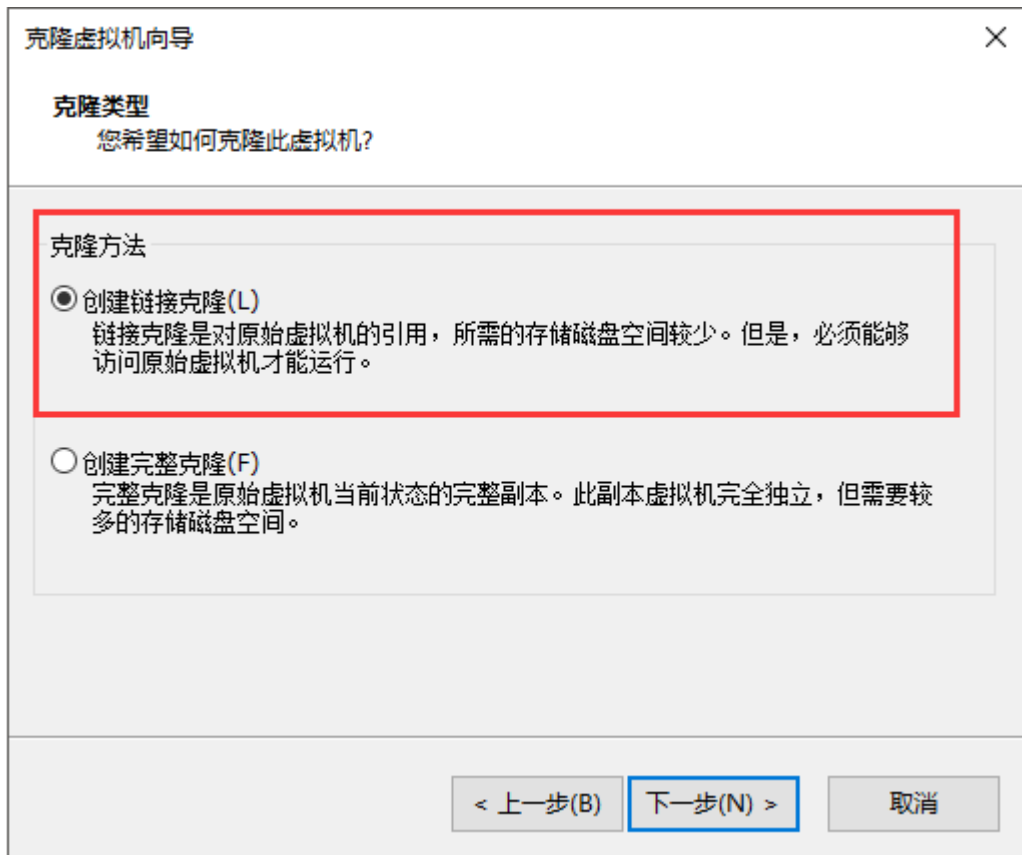 克隆虚拟机向导
克隆类型
您希望如何克隆此虚拟机?
克隆方法
创建链接克隆(L)
链接克隆是对原始虚拟机的引用，所需的存储磁盘空间较少。但是，必须能够
访问原始虚拟机才能运行。
创建完整克隆(F)
完整克隆是原始虚拟机当前状态的完整副本。此副本虚拟机完全独立，但需要较
多的存储磁盘空间。
< 上一步(B) 下一步(N) > 取消